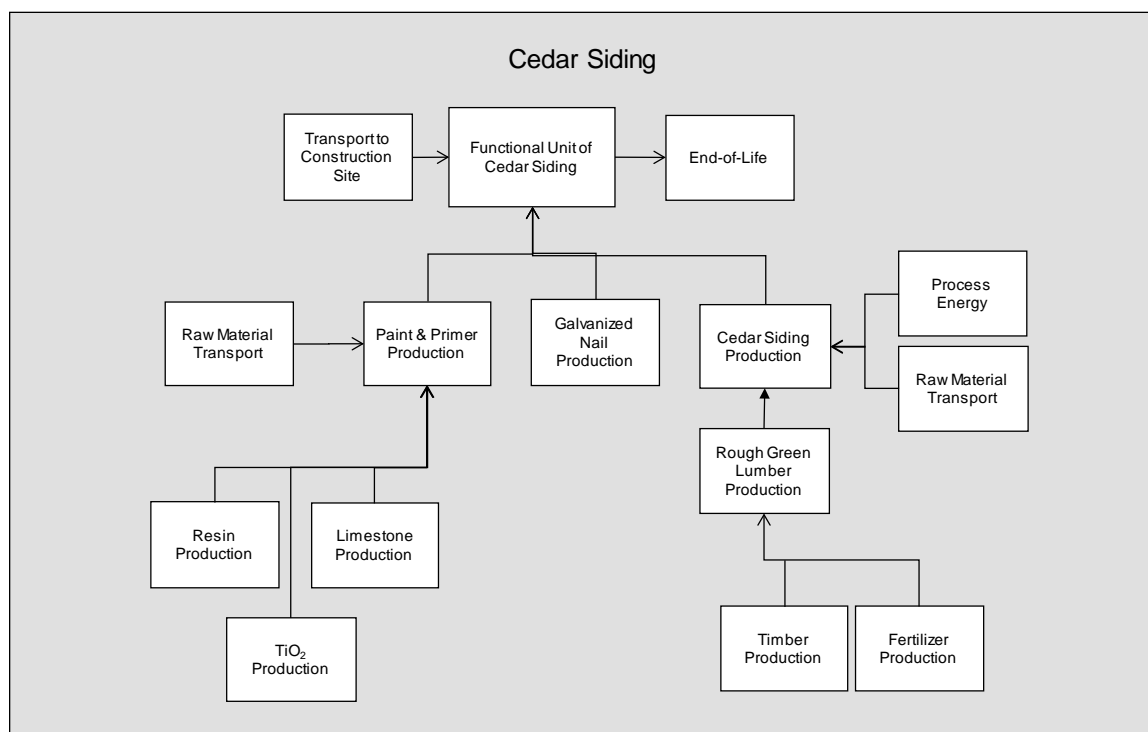 Cedar Siding
Transport to
Construction
Site
Functional Unit of
Cedar Siding
End-of-Life
Raw Material
Transport
Paint & Primer
Production
Galvanized
Nail
Production
Cedar Siding
Production
Process
Energy
Raw Material
Transport
Rough Green
Lumber
Production
Resin
Production
Limestone
Production
TiO₂
Production
Timber
Production
Fertilizer
Production